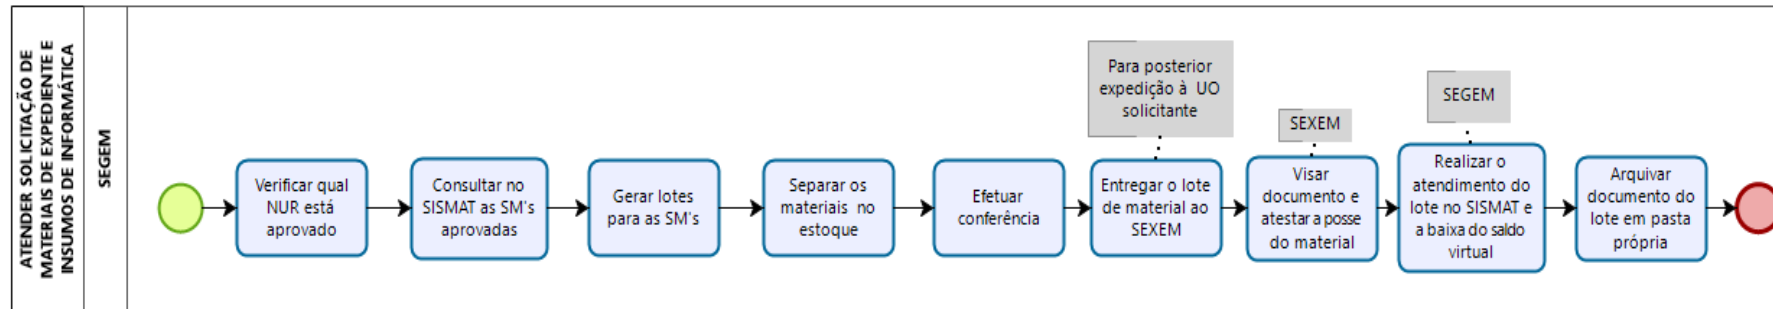 ATENDER SOLICITAÇÃO DE
MATERIAIS DE EXPEDIENTE E
INSUMOS DE INFORMÁTICA
SEGEM
Verificar qual
NUR está
aprovado
Consultar no
SISMAT as SM's
aprovadas
Gerar lotes
para as SM's
Separar os
materiais no
estoque
Efetuar
conferência
Para posterior
expedição à UO
solicitante
Entregar o lote
de material ao
SEXEM
SEXEM
Visar
documento e
atestar a posse
do material
SEGEM
Realizar o
atendimento do
lote no SISMAT e
a baixa do saldo
virtual
Arquivar
documento do
lote em pasta
própria